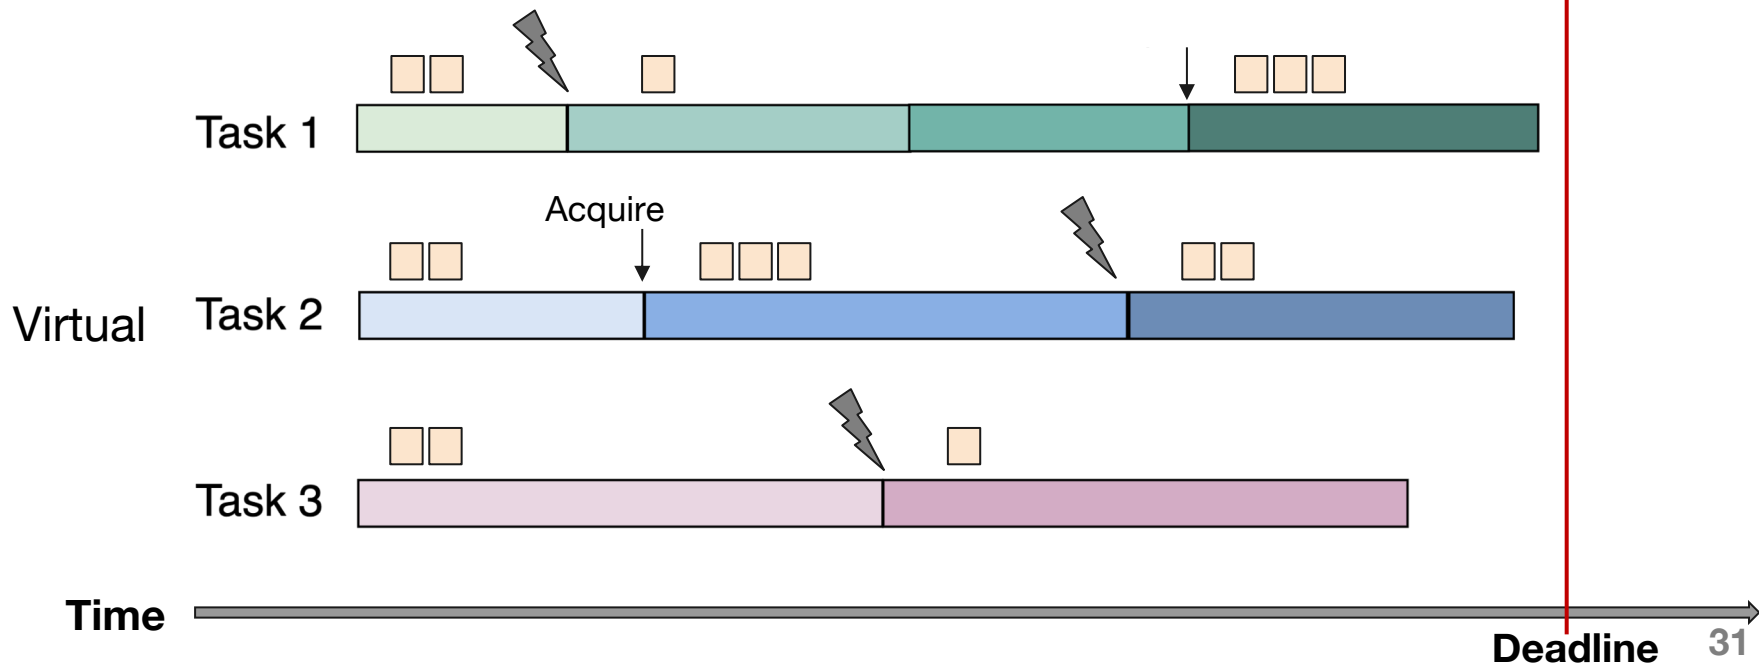 Task 1
Acquire
Virtual
Task 2
Task 3
Time
Deadline
31